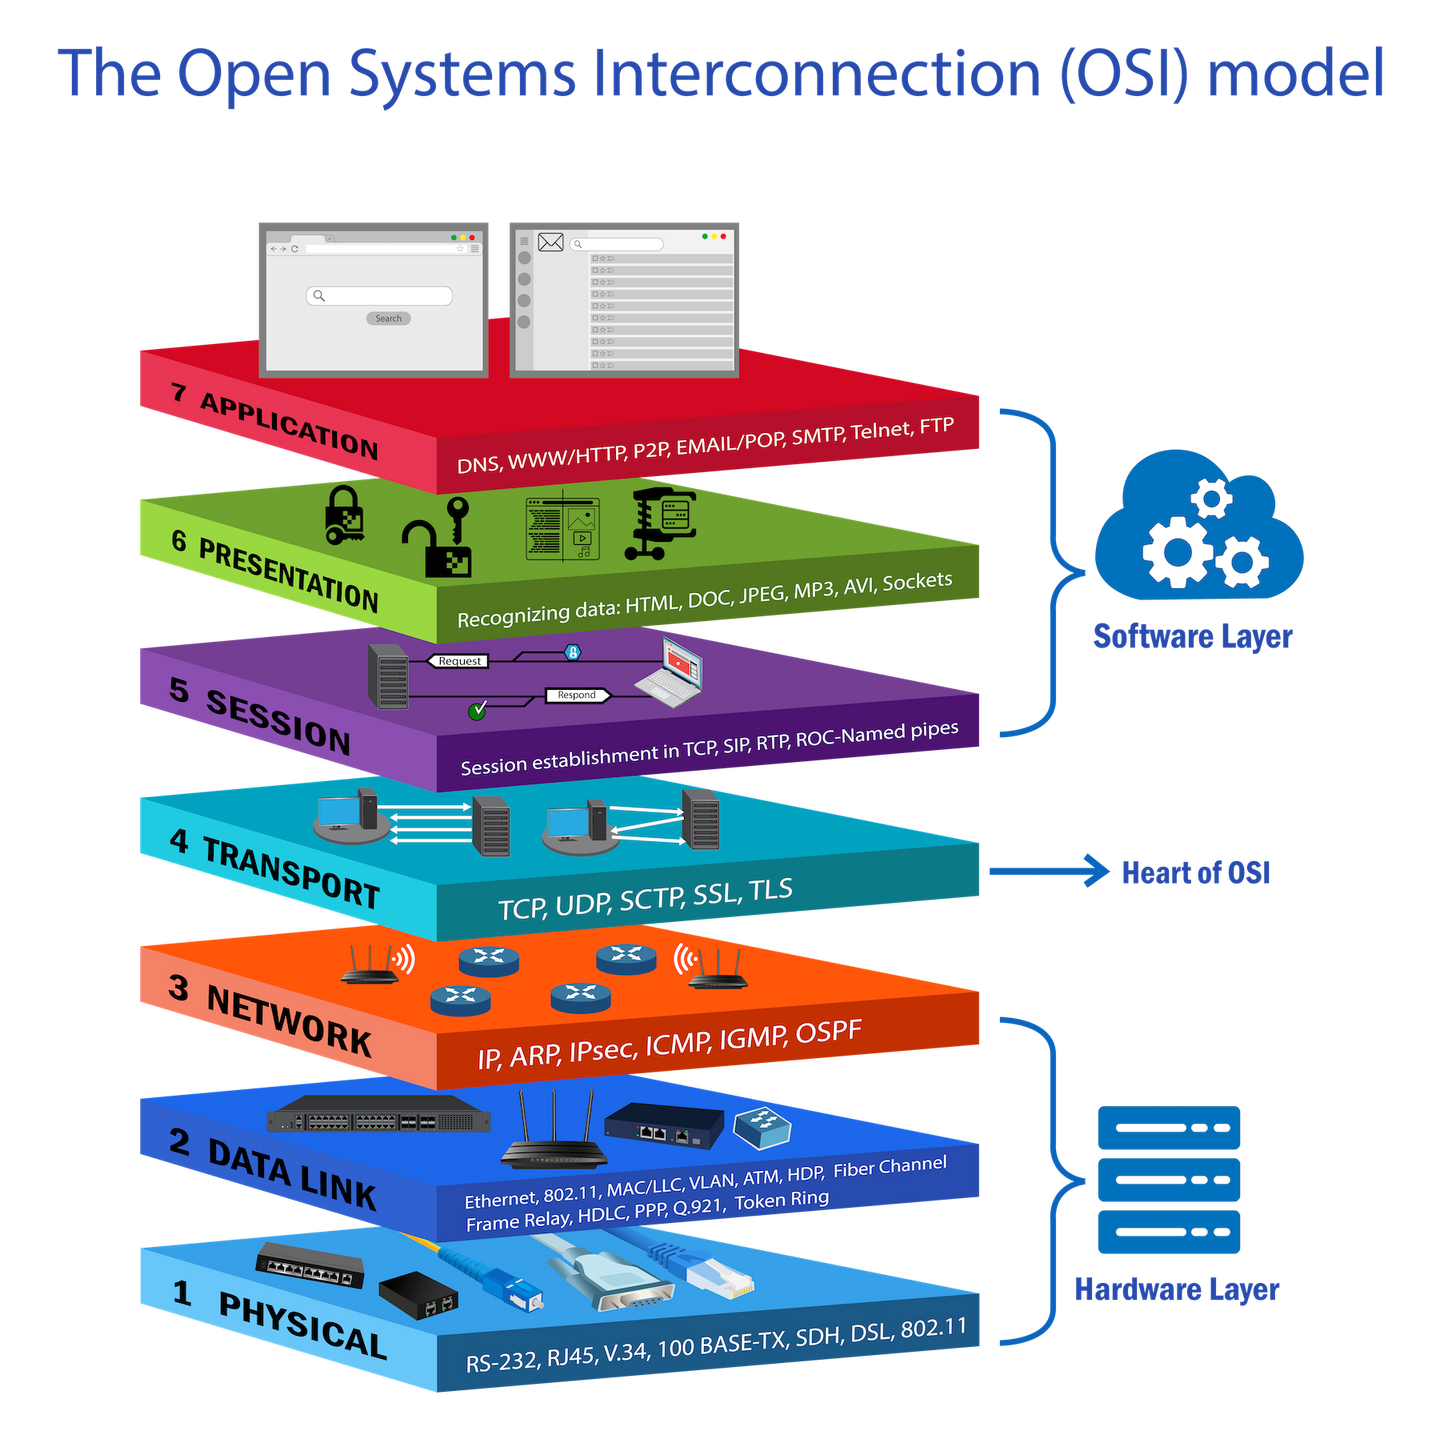 The Open Systems Interconnection (OSI) model
Search
7 APPLICATION
DNS, WWW/HTTP, P2P, EMAIL/POP, SMTP, Telnet, FTP
6 PRESENTATION
Recognizing data: HTML, DOC, JPEG, MP3, AVI, Sockets
Software Layer
Request
Respond
5 SESSION
Session establishment in TCP, SIP, RTP, ROC-Named pipes
4 TRANSPORT
TCP, UDP, SCTP, SSL, TLS
Heart of OSI
3 NETWORK
IP, ARP, IPsec, ICMP, IGMP, OSPF
2 DATA LINK
Ethernet, 802.11, MAC/LLC, VLAN, ATM, HDP, Fiber Channel
Frame Relay, HDLC, PPP, Q.921, Token Ring
Hardware Layer
1 PHYSICAL
RS-232, RJ45, V.34, 100 BASE-TX, SDH, DSL, 802.11